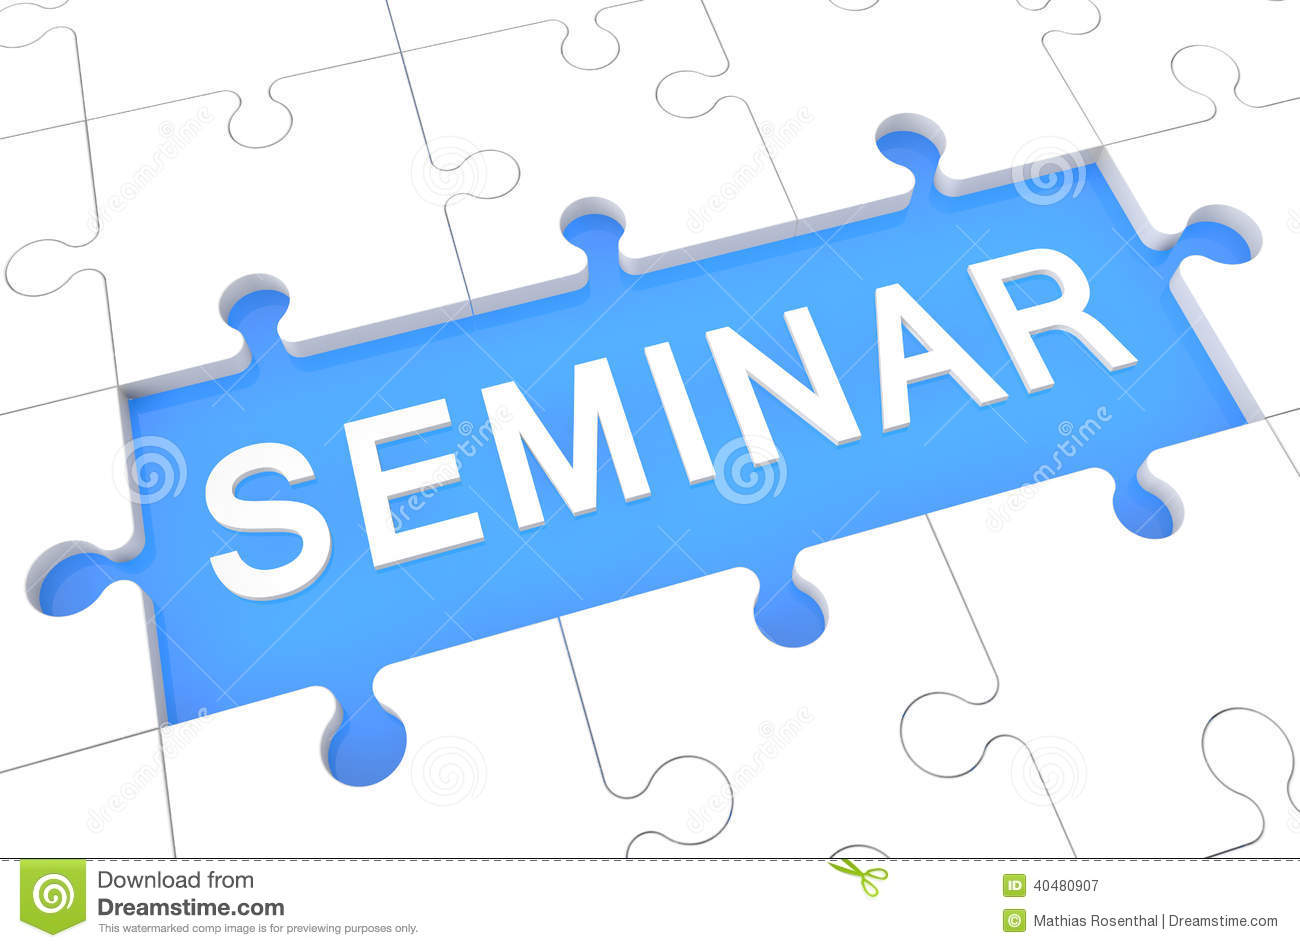 SEMINAR
dreamstime
Download from
Dreamstime.com
This watermarked comp image is for previewing purposes only.
ID 40480907
© Mathias Rosenthal | Dreamstime.com